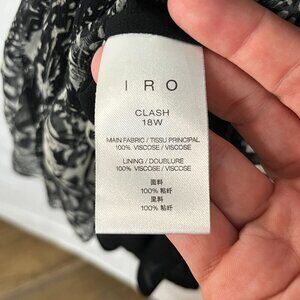 IRO
CLASH
18W
MAIN FABRIC / TISSU PRINCIPAL
100% VISCOSE / VISCOSE
LINING / DOUBLURE
100% VISCOSE / VISCOSE
面料
100% 粘纤
里料
100% 粘纤